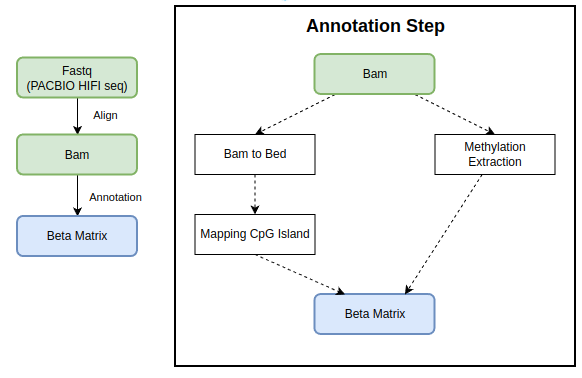 Fastq
(PACBIO HIFI seq)
Align
Bam
Annotation
Beta Matrix
Annotation Step
Bam
Bam to Bed
Methylation
Extraction
Mapping CpG Island
Beta Matrix